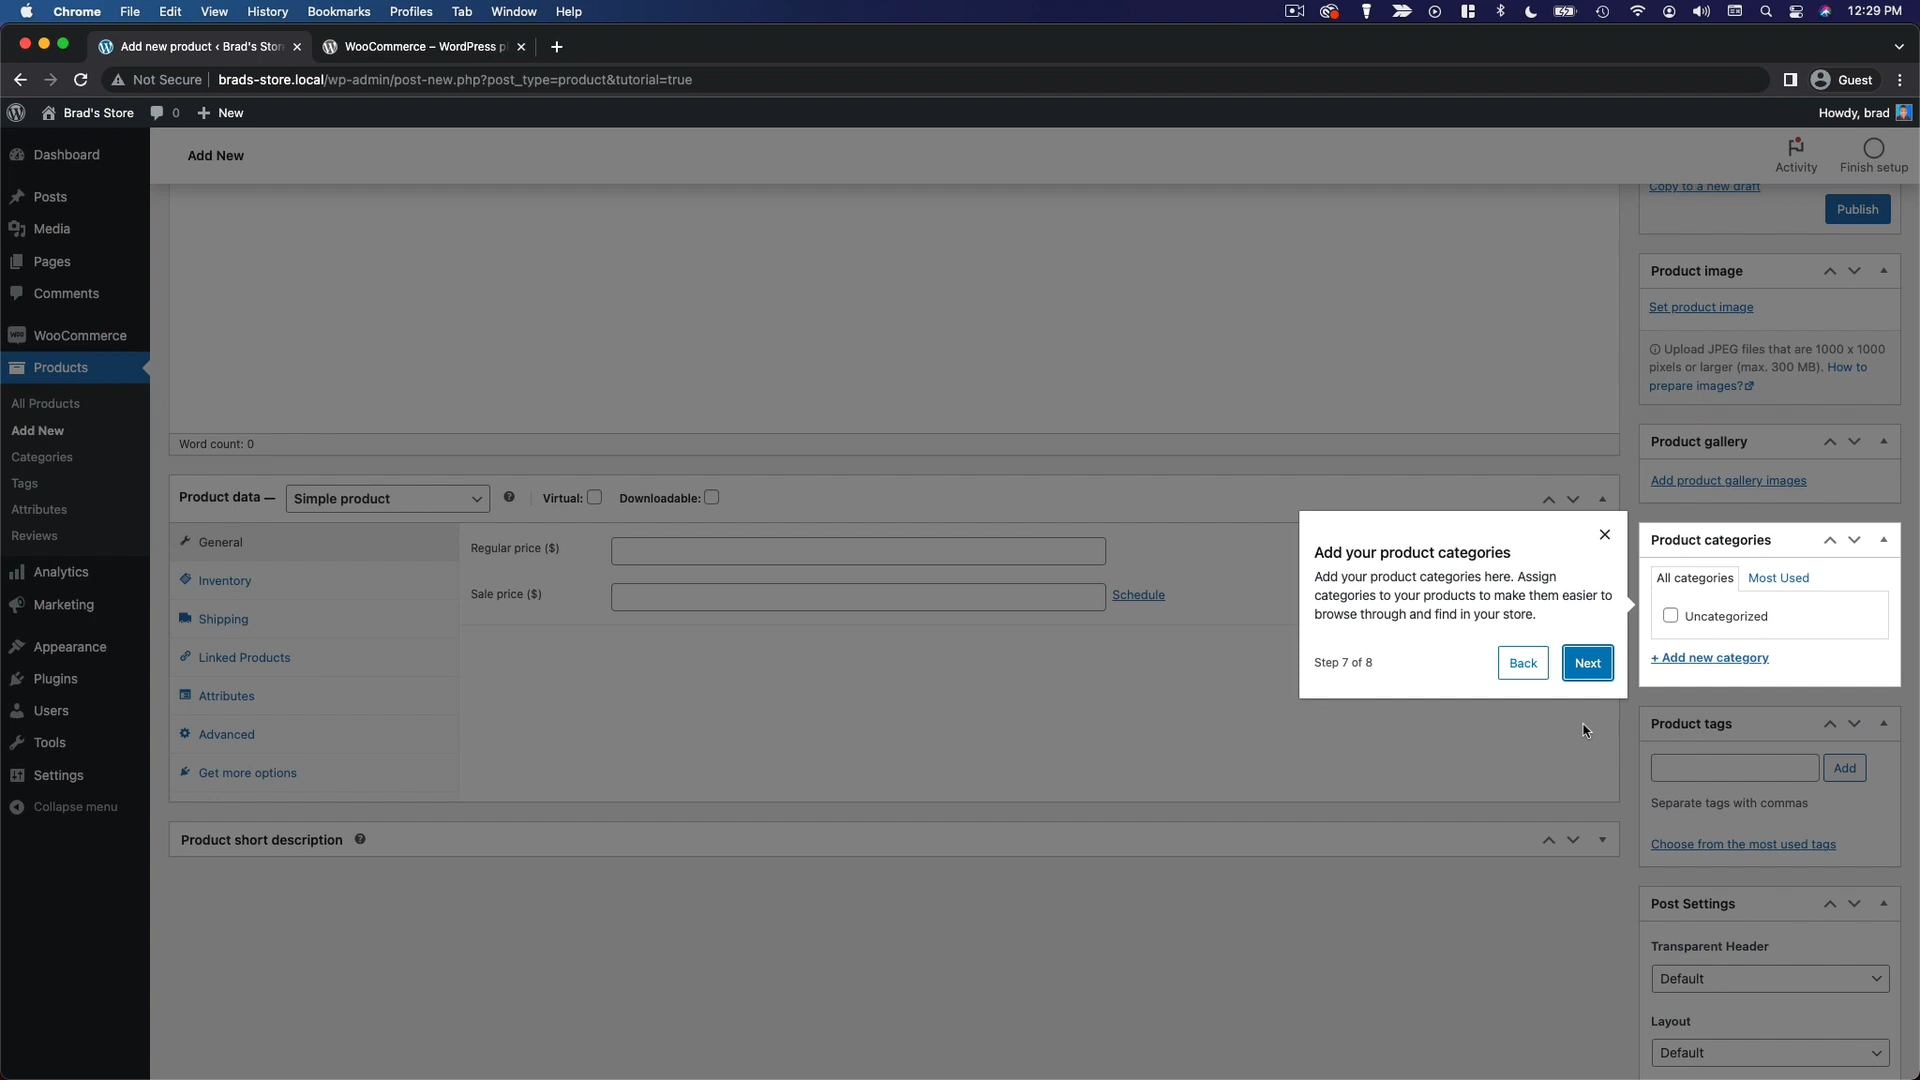 Chrome File Edit View History Bookmarks Profiles Tab Window Help 12:29 PM
Add new product ‹ Brad's Stor WooCommerce – WordPress p
Not Secure brads-store.local/wp-admin/post-new.php?post_type=product&tutorial=true Guest
Brad's Store 0 New Howdy, brad
Dashboard
Posts
Media
Pages
Comments
WooCommerce
Products
All Products
Add New
Categories
Tags
Attributes
Reviews
Analytics
Marketing
Appearance
Plugins
Users
Tools
Settings
Collapse menu
Add New
Activity
Finish setup
Word count: 0
Product data — Simple product Virtual: Downloadable:
General
Inventory
Shipping
Linked Products
Attributes
Advanced
Get more options
Regular price ($)
Sale price ($) Schedule
Product short description
Add your product categories
Add your product categories here. Assign
categories to your products to make them easier to
browse through and find in your store.
Step 7 of 8 Back Next
Copy to a new draft
Publish
Product image
Set product image
Upload JPEG files that are 1000 x 1000
pixels or larger (max. 300 MB). How to
prepare images?
Product gallery
Add product gallery images
Product categories
All categories Most Used
Uncategorized
+ Add new category
Product tags
Add
Separate tags with commas
Choose from the most used tags
Post Settings
Transparent Header
Default
Layout
Default